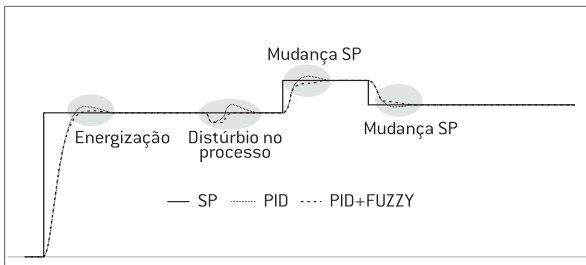 Mudança SP
Energização
Distúrbio no
processo
Mudança SP
SP
PID
PID+FUZZY